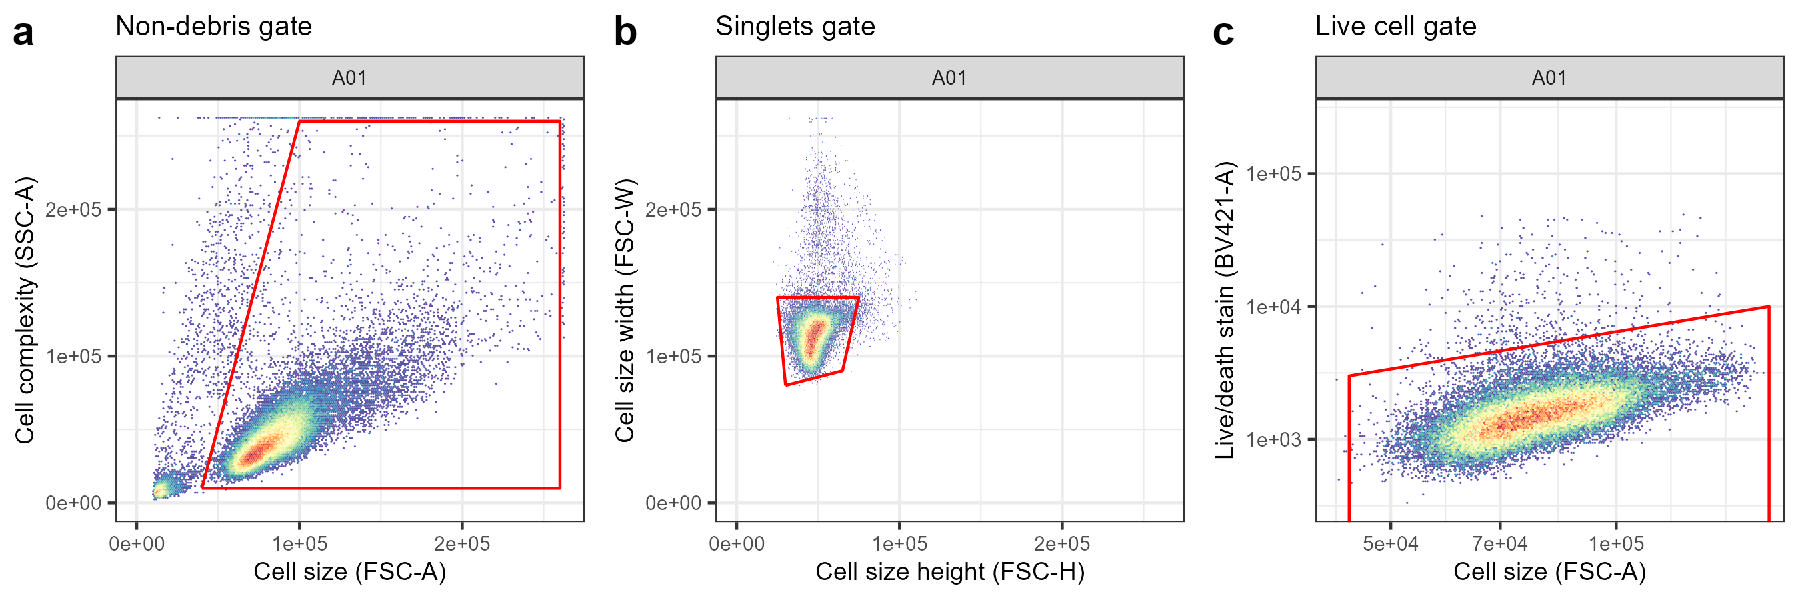 a
Non-debris gate
A01
Cell complexity (SSC-A)
2e+05
1e+05
0e+00
0e+00
1e+05
2e+05
Cell size (FSC-A)
b
Singlets gate
A01
Cell size width (FSC-W)
2e+05
1e+05
0e+00
0e+00
1e+05
2e+05
Cell size height (FSC-H)
c
Live cell gate
A01
Live/death stain (BV421-A)
1e+05
1e+04
1e+03
5e+04
7e+04
1e+05
Cell size (FSC-A)